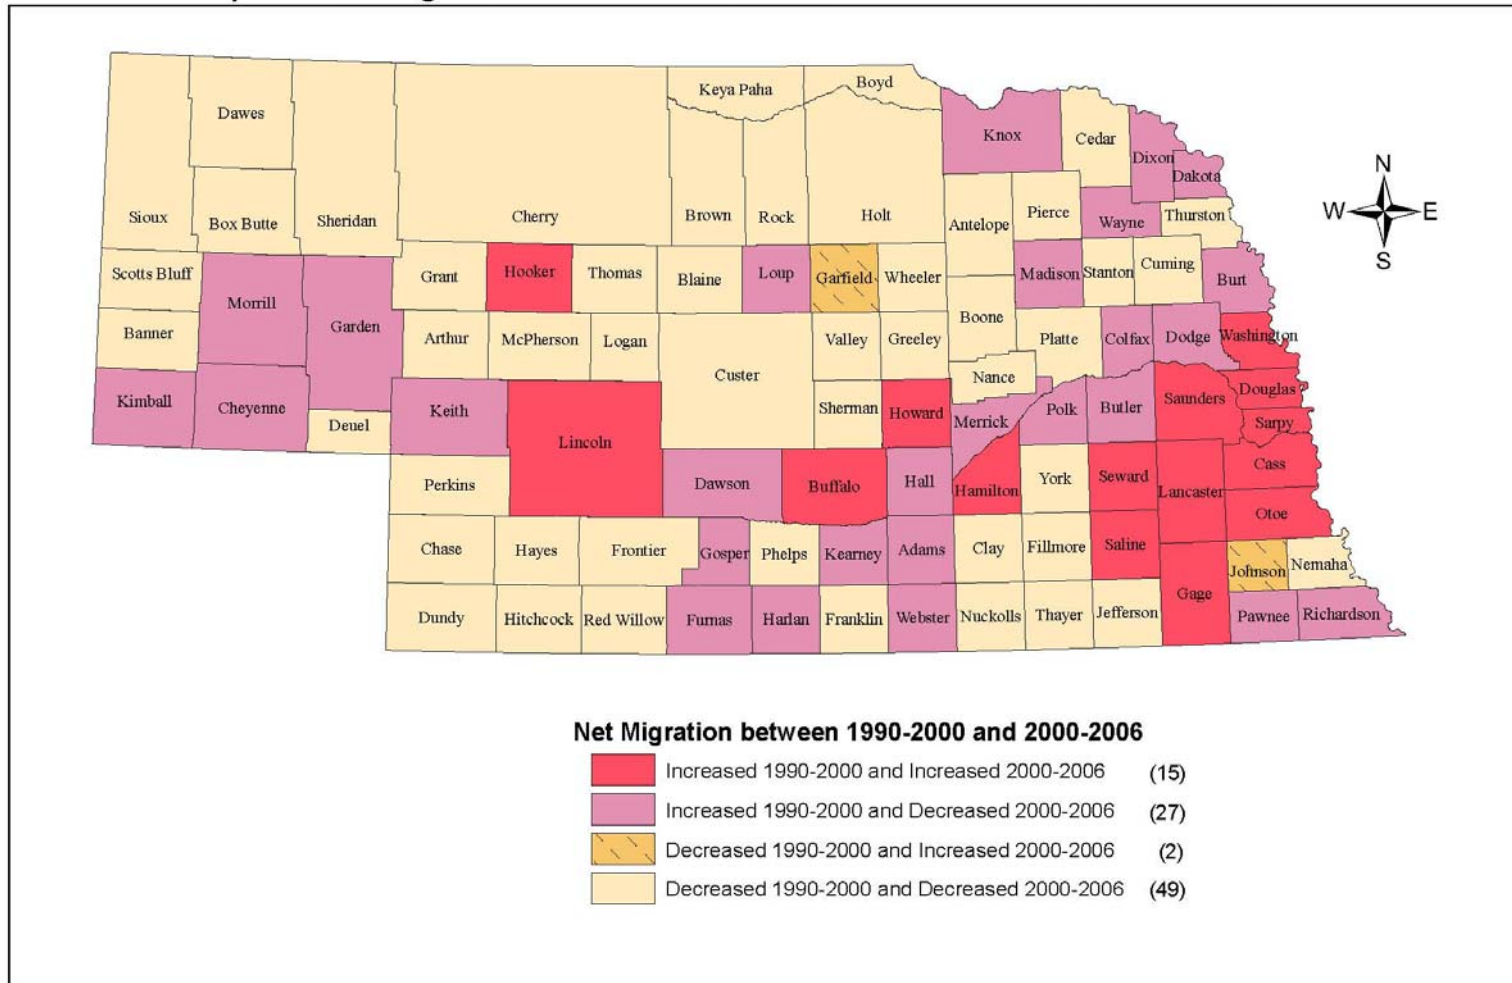 Keya Paha
Boyd
Dawes
Knox
Cedar
Dixon
Dakota
Sioux
Box Butte
Sheridan
Cherry
Brown
Rock
Holt
Antelope
Pierce
Wayne
Thurston
N
W E
S
Scotts Bluff
Morrill
Garden
Grant
Hooker
Thomas
Blaine
Loup
Garfield
Wheeler
Madison
Stanton
Cuming
Burt
Banner
Arthur
McPherson
Logan
Custer
Valley
Greeley
Boone
Platte
Colfax
Dodge
Washington
Kimball
Cheyenne
Deuel
Keith
Lincoln
Sherman
Howard
Nance
Merrick
Polk
Butler
Saunders
Douglas
Sarpy
Perkins
Dawson
Buffalo
Hall
Hamilton
York
Seward
Lancaster
Cass
Otoe
Chase
Hayes
Frontier
Gosper
Phelps
Kearney
Adams
Clay
Fillmore
Saline
Gage
Johnson
Nemaha
Dundy
Hitchcock
Red Willow
Furnas
Harlan
Franklin
Webster
Nuckolls
Thayer
Jefferson
Pawnee
Richardson
Net Migration between 1990-2000 and 2000-2006
Increased 1990-2000 and Increased 2000-2006 (15)
Increased 1990-2000 and Decreased 2000-2006 (27)
Decreased 1990-2000 and Increased 2000-2006 (2)
Decreased 1990-2000 and Decreased 2000-2006 (49)